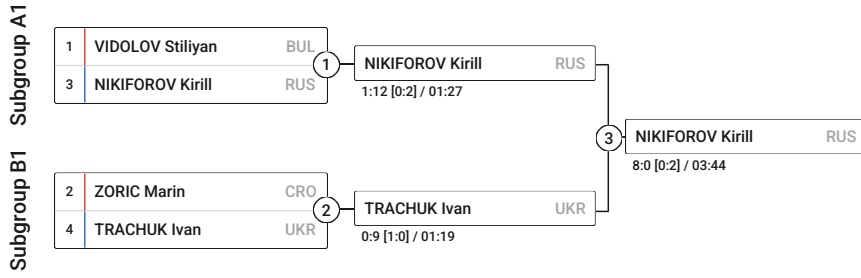 Subgroup A1
1 VIDOLOV Stiliyan BUL
3 NIKIFOROV Kirill RUS
1
NIKIFOROV Kirill RUS
1:12 [0:2] / 01:27
Subgroup B1
2 ZORIC Marin CRO
4 TRACHUK Ivan UKR
2
TRACHUK Ivan UKR
0:9 [1:0] / 01:19
3
NIKIFOROV Kirill RUS
8:0 [0:2] / 03:44